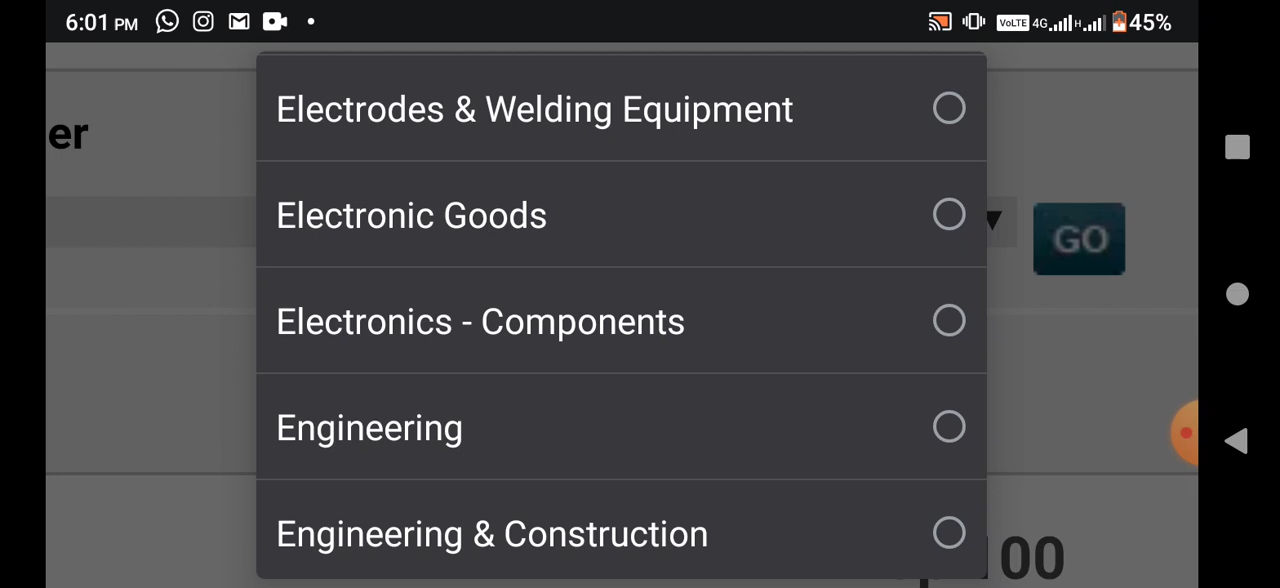 6:01 PM
VoLTE 4G H 45%
er
Electrodes & Welding Equipment
Electronic Goods
GO
Electronics - Components
Engineering
Engineering & Construction
00